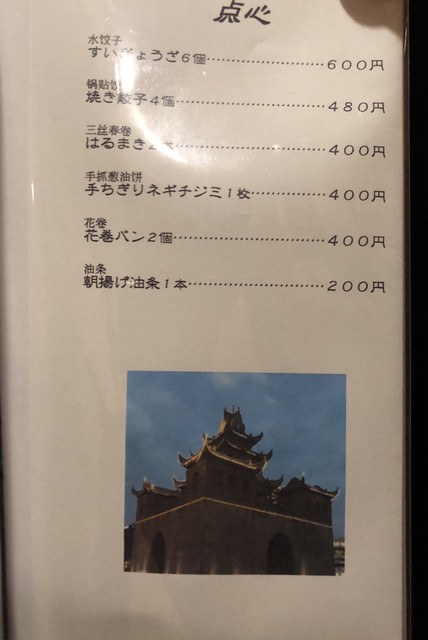 点心
水饺子
すいぎょうざ6個……………………600円
锅贴饺
焼き餃子4個…………………………480円
三丝春卷
はるまき2本…………………………400円
手抓葱油饼
手ちぎりネギチジミ1枚……………400円
花卷
花巻パン2個…………………………400円
油条
朝揚げ油条1本………………………200円